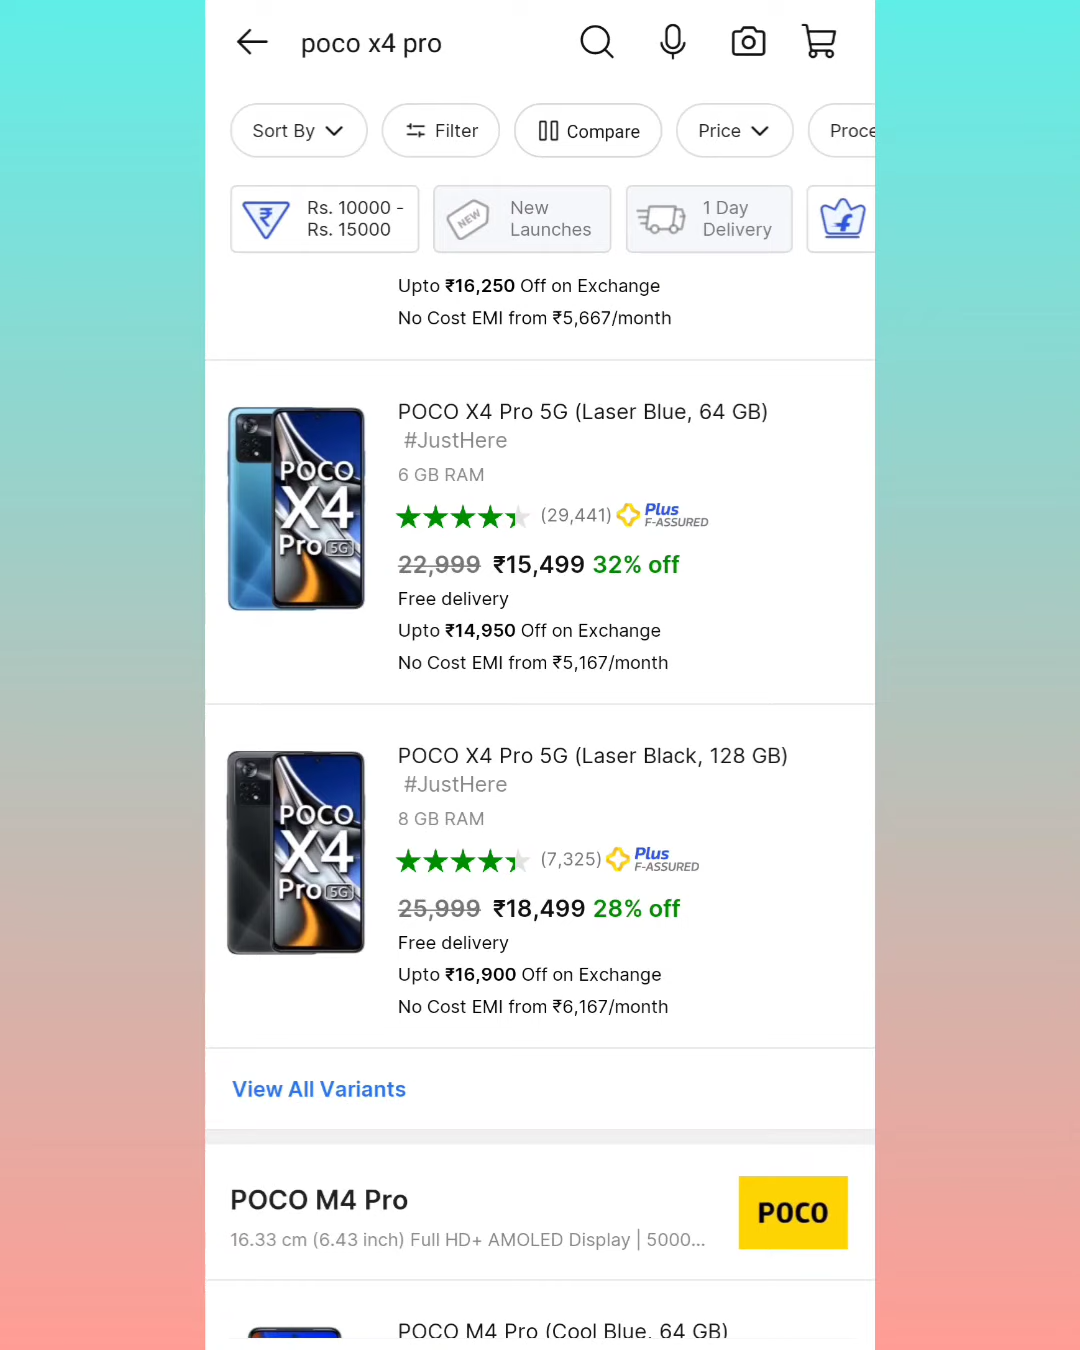 poco x4 pro
Sort By
Filter
Compare
Price
Proce
Rs. 10000 -
Rs. 15000
NEW
New
Launches
1 Day
Delivery
Upto ₹16,250 Off on Exchange
No Cost EMI from ₹5,667/month
POCO X4 Pro 5G (Laser Blue, 64 GB)
#JustHere
6 GB RAM
(29,441) Plus
F-ASSURED
22,999 ₹15,499 32% off
Free delivery
Upto ₹14,950 Off on Exchange
No Cost EMI from ₹5,167/month
POCO
X4
Pro 5G
POCO X4 Pro 5G (Laser Black, 128 GB)
#JustHere
8 GB RAM
(7,325) Plus
F-ASSURED
25,999 ₹18,499 28% off
Free delivery
Upto ₹16,900 Off on Exchange
No Cost EMI from ₹6,167/month
POCO
X4
Pro 5G
View All Variants
POCO M4 Pro
16.33 cm (6.43 inch) Full HD+ AMOLED Display | 5000...
POCO
POCO M4 Pro (Cool Blue, 64 GB)